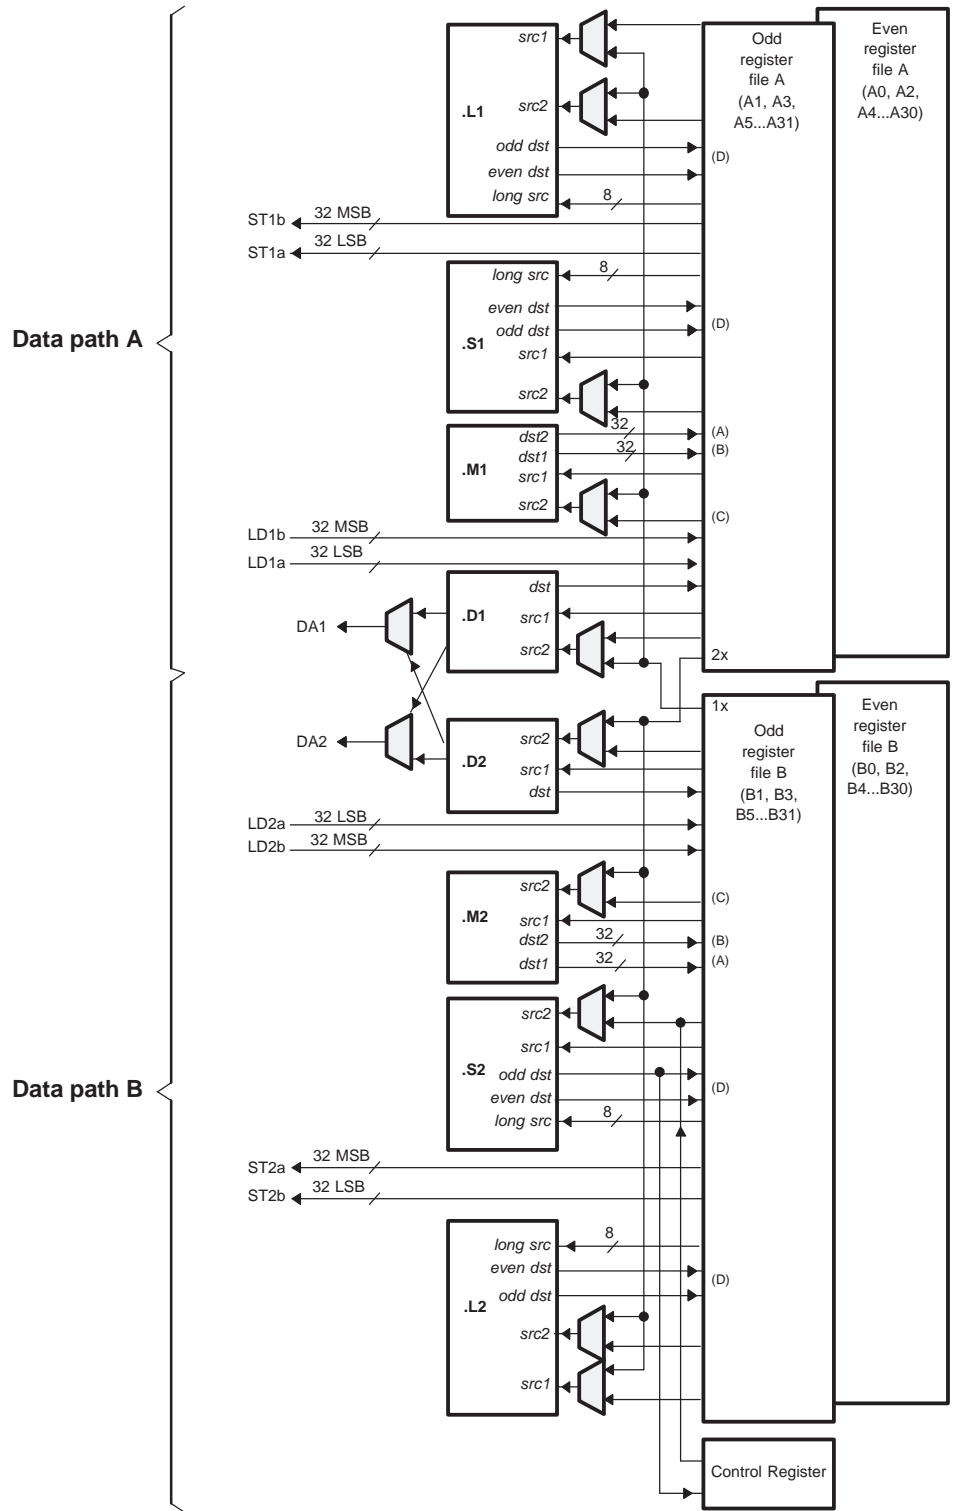 Odd
register
file A
(A1, A3,
A5...A31)
Even
register
file A
(A0, A2,
A4...A30)
src1
.L1
src2
odd dst
(D)
even dst
long src
8
ST1b
32 MSB
ST1a
32 LSB
long src
8
even dst
(D)
odd dst
Data path A
.S1
src1
src2
32
dst2
(A)
32
dst1
(B)
.M1
src1
src2
(C)
LD1b
32 MSB
LD1a
32 LSB
dst
.D1
src1
DA1
src2
2x
1x
Odd
register
file B
(B1, B3,
B5...B31)
Even
register
file B
(B0, B2,
B4...B30)
DA2
src2
.D2
src1
dst
LD2a
32 LSB
LD2b
32 MSB
src2
(C)
.M2
src1
dst2
32
(B)
dst1
32
(A)
src2
src1
.S2
odd dst
(D)
Data path B
even dst
long src
8
ST2a
32 MSB
ST2b
32 LSB
long src
8
even dst
(D)
odd dst
.L2
src2
src1
Control Register